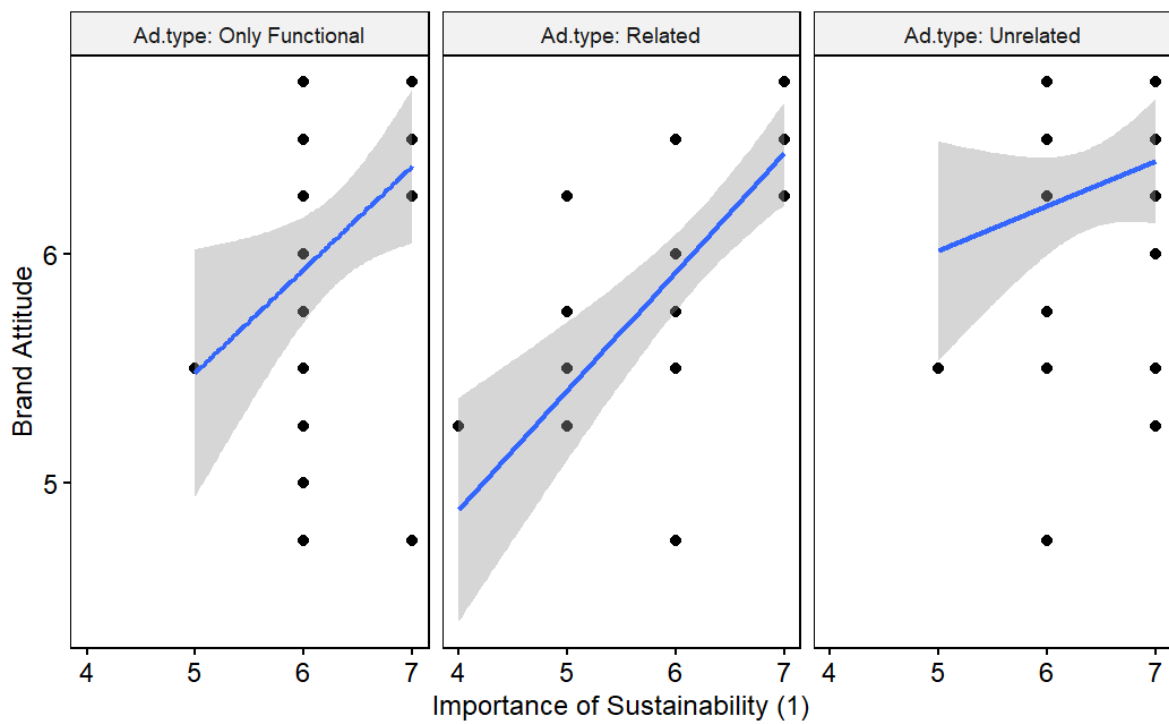 Ad.type: Only Functional
Ad.type: Related
Ad.type: Unrelated
Brand Attitude
6
5
4 5 6 7
4 5 6 7
4 5 6 7
Importance of Sustainability (1)